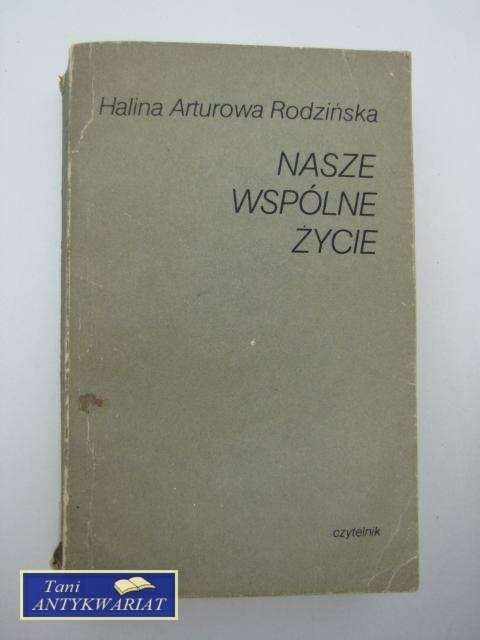 Halina Arturowa Rodzińska
NASZE
WSPÓLNE
ŻYCIE
czytelnik
Tani
ANTYKWARIAT